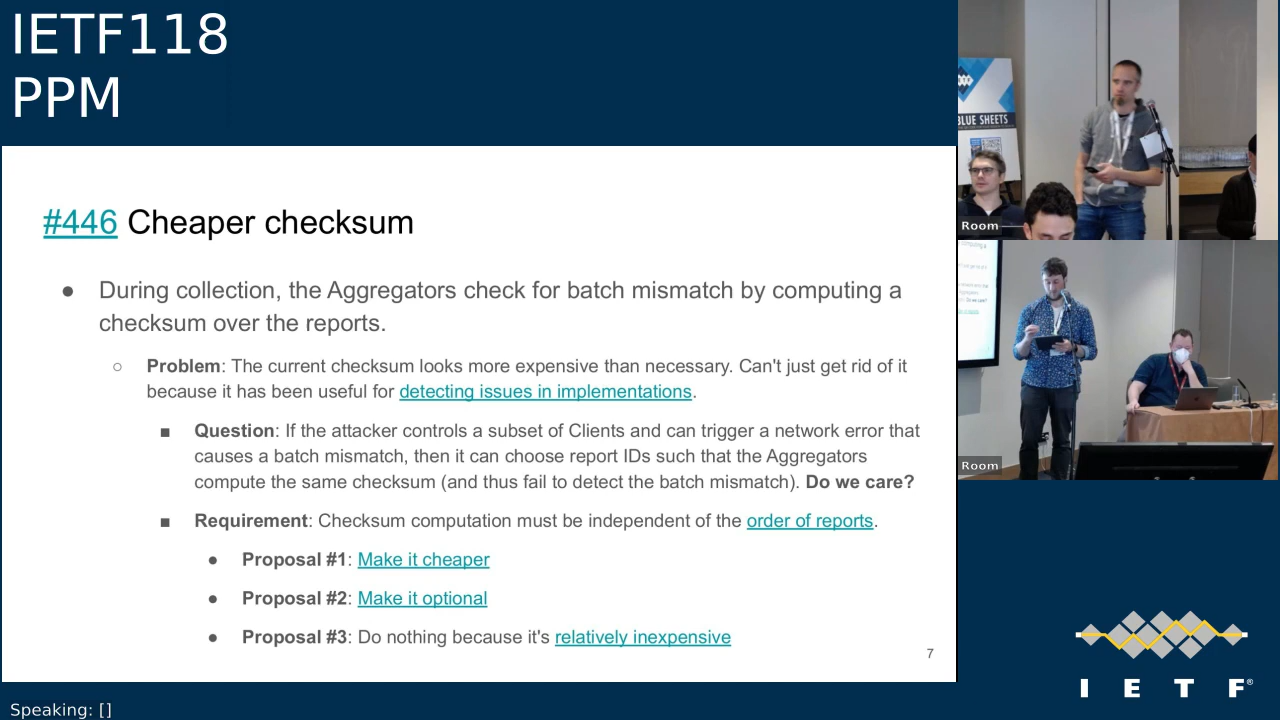 IETF118
PPM
#446 Cheaper checksum
● During collection, the Aggregators check for batch mismatch by computing a
checksum over the reports.
○ Problem: The current checksum looks more expensive than necessary. Can't just get rid of it
because it has been useful for detecting issues in implementations.
■ Question: If the attacker controls a subset of Clients and can trigger a network error that
causes a batch mismatch, then it can choose report IDs such that the Aggregators
compute the same checksum (and thus fail to detect the batch mismatch). Do we care?
■ Requirement: Checksum computation must be independent of the order of reports.
● Proposal #1: Make it cheaper
● Proposal #2: Make it optional
● Proposal #3: Do nothing because it's relatively inexpensive
7
BLUE SHEETS
Room
Room
IETF®
Speaking: []